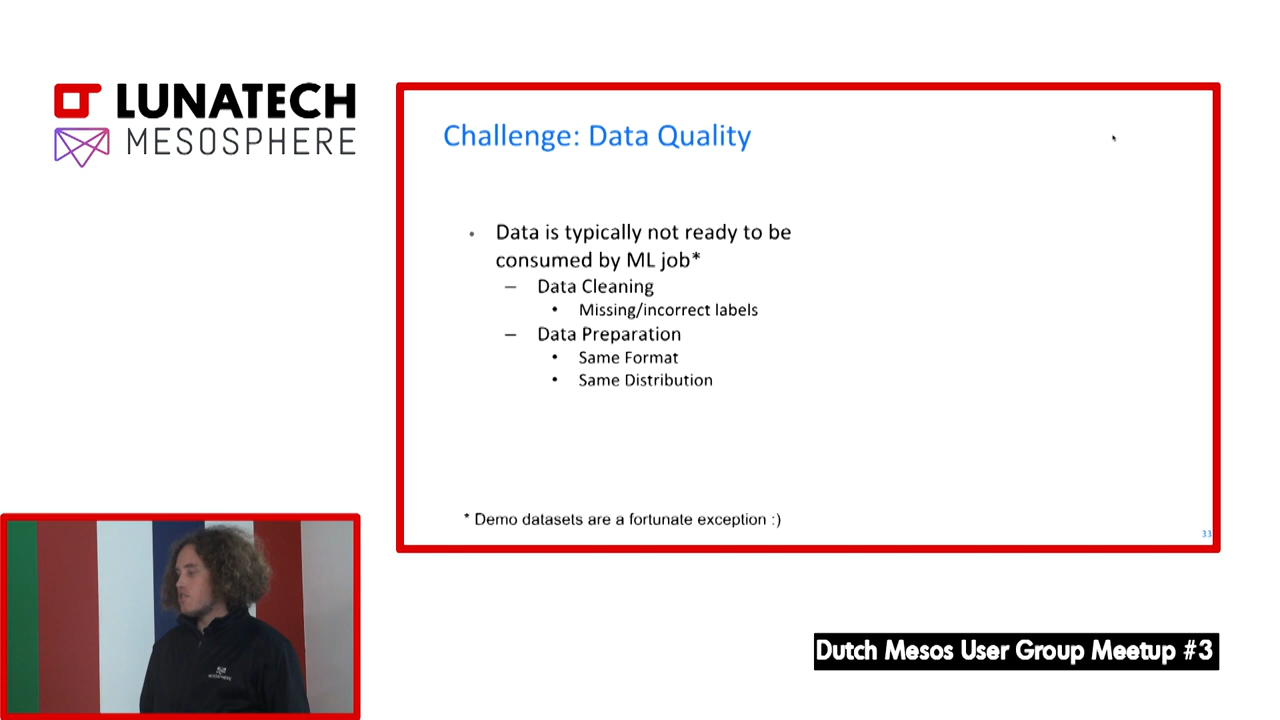 LUNATECH
MESOSPHERE
Challenge: Data Quality
• Data is typically not ready to be
consumed by ML job*
– Data Cleaning
• Missing/incorrect labels
– Data Preparation
• Same Format
• Same Distribution
* Demo datasets are a fortunate exception :)
33
MESOSPHERE
Dutch Mesos User Group Meetup #3